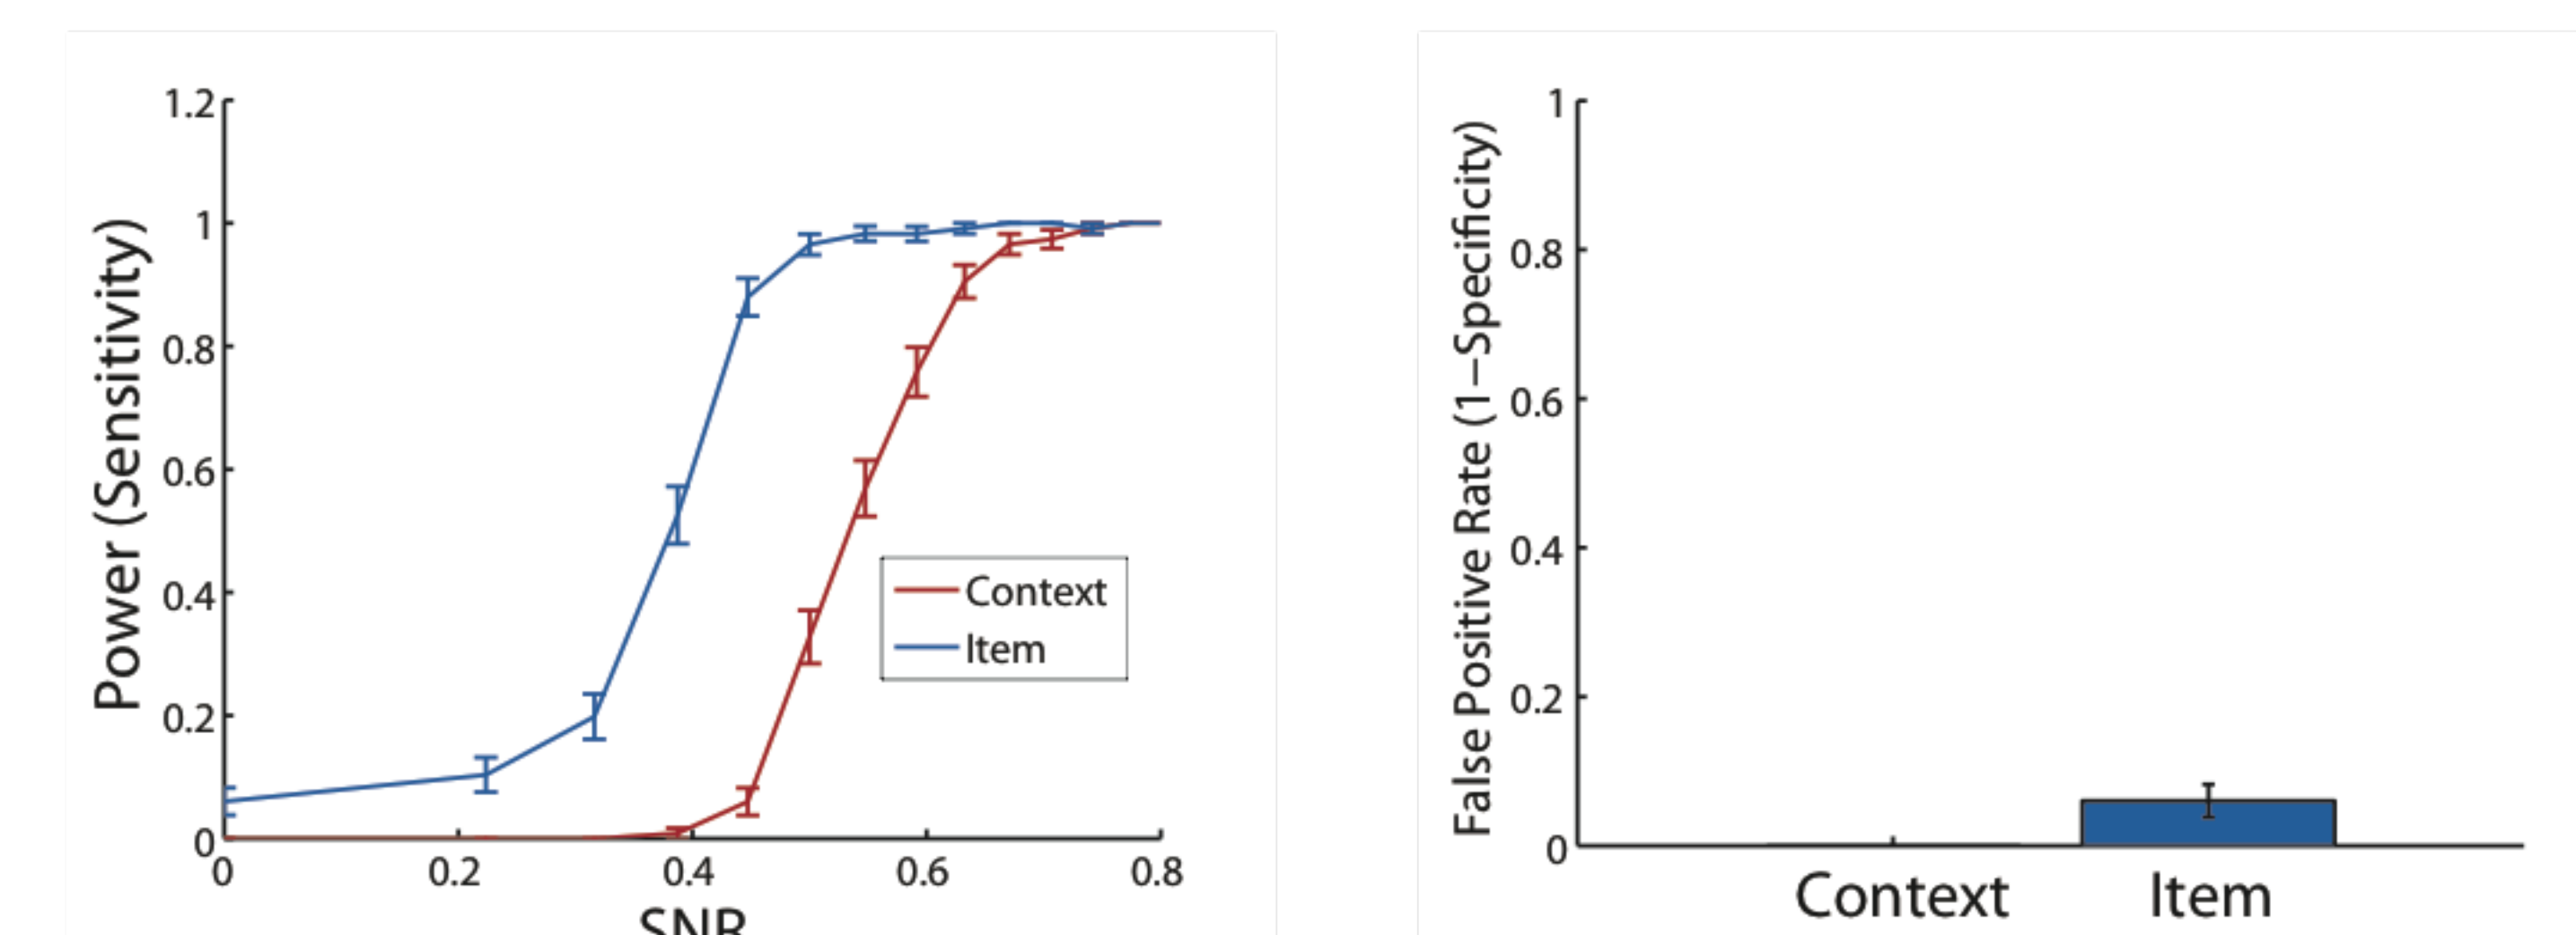 Power (Sensitivity)
1.2
1
0.8
0.6
0.4
0.2
0
0 0.2 0.4 0.6 0.8
SNR
Context
Item
False Positive Rate (1–Specificity)
1
0.8
0.6
0.4
0.2
0
Context Item